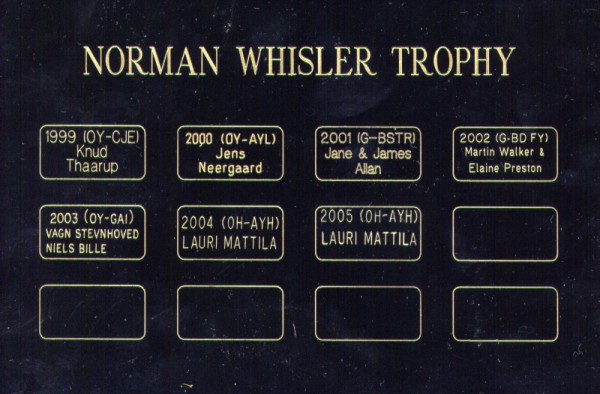 NORMAN WHISLER TROPHY
1999 (OY-CJE)
Knud
Thaarup
2000 (OY-AYL)
Jens
Neergaard
2001 (G-BSTR)
Jane & James
Allan
2002 (G-BD FY)
Martin Walker &
Elaine Preston
2003 (OY-GAI)
VAGN STEVNHOVED
NIELS BILLE
2004 (OH-AYH)
LAURI MATTILA
2005 (OH-AYH)
LAURI MATTILA